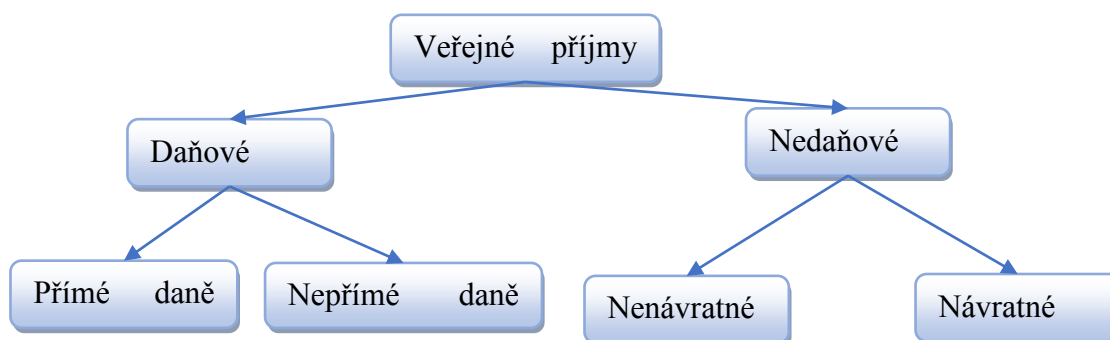 Veřejné příjmy
Daňové
Nedaňové
Přímé daně
Nepřímé daně
Nenávratné
Návratné